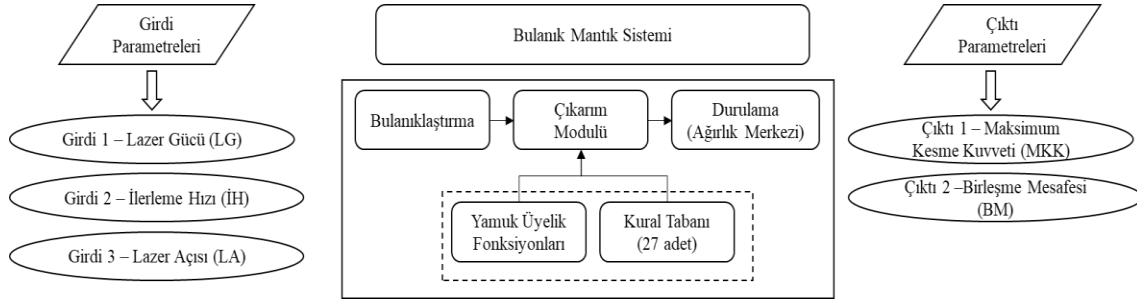 Girdi
Parametreleri
Girdi 1 – Lazer Gücü (LG)
Girdi 2 – İlerleme Hızı (İH)
Girdi 3 – Lazer Açısı (LA)
Bulanık Mantık Sistemi
Bulanıklaştırma
Çıkarım
Modulü
Durulama
(Ağırlık Merkezi)
Yamuk Üyelik
Fonksiyonları
Kural Tabanı
(27 adet)
Çıktı
Parametreleri
Çıktı 1 – Maksimum
Kesme Kuvveti (MKK)
Çıktı 2 –Birleşme Mesafesi
(BM)